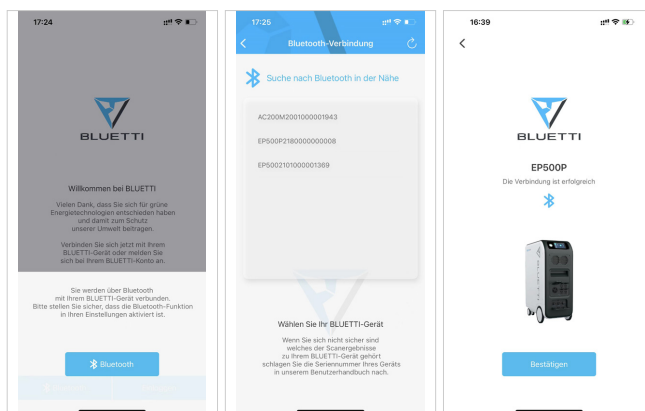 17:24
BLUETTI
Willkommen bei BLUETTI
Vielen Dank, dass Sie sich für grüne
Energietechnologien entschieden haben
und damit zum Schutz
unserer Umwelt beitragen.
Verbinden Sie sich jetzt mit Ihrem
BLUETTI-Gerät oder melden Sie
sich bei Ihrem BLUETTI-Konto an.
Sie werden über Bluetooth
mit Ihrem BLUETTI-Gerät verbunden.
Bitte stellen Sie sicher, dass die Bluetooth-Funktion
in Ihren Einstellungen aktiviert ist.
Bluetooth
17:25
Bluetooth-Verbindung
Suche nach Bluetooth in der Nähe
AC200M2001000001943
EP500P2180000000008
EP5002101000001369
Wählen Sie Ihr BLUETTI-Gerät
Wenn Sie sich nicht sicher sind
welches der Scanergebnisse
zu Ihrem BLUETTI-Gerät gehört
schlagen Sie die Seriennummer Ihres Geräts
in unserem Benutzerhandbuch nach.
16:39
BLUETTI
EP500P
Die Verbindung ist erfolgreich
Bestätigen